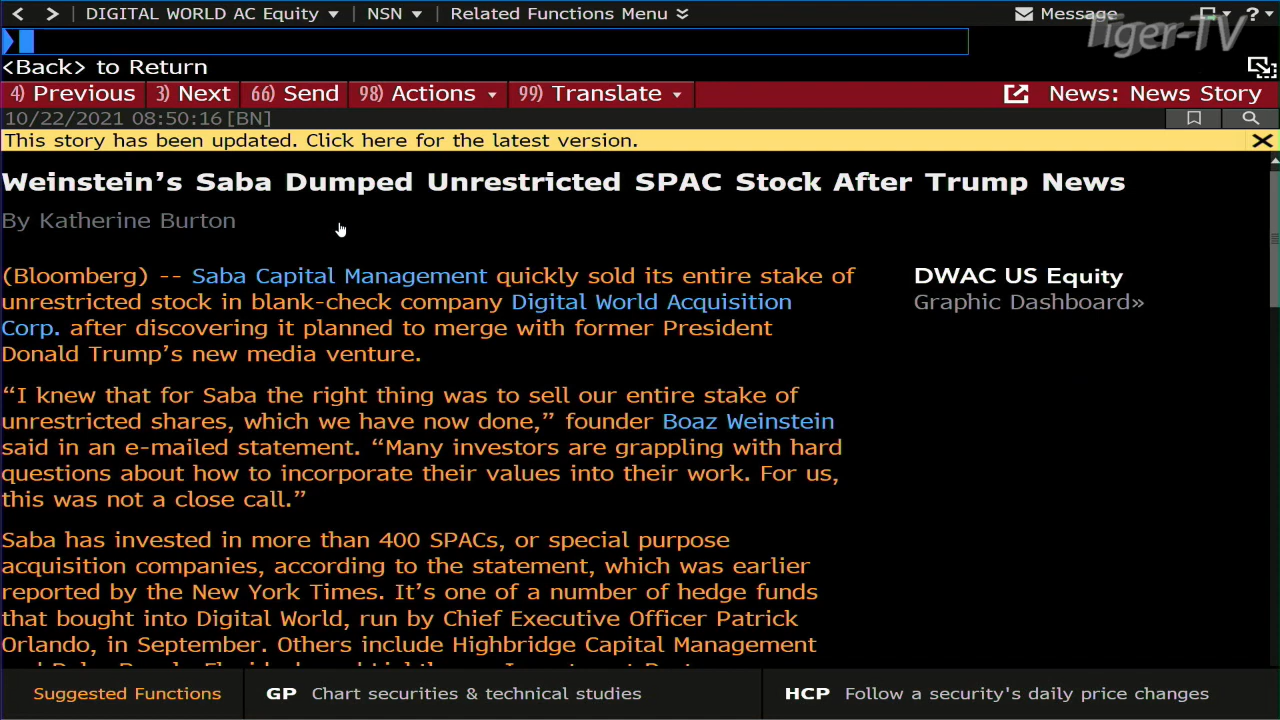 DIGITAL WORLD AC Equity NSN Related Functions Menu Message ?
Tiger-TV
<Back> to Return
4) Previous 3) Next 66) Send 98) Actions 99) Translate News: News Story
10/22/2021 08:50:16 [BN]
This story has been updated. Click here for the latest version.
Weinstein's Saba Dumped Unrestricted SPAC Stock After Trump News
By Katherine Burton
(Bloomberg) -- Saba Capital Management quickly sold its entire stake of
unrestricted stock in blank-check company Digital World Acquisition
Corp. after discovering it planned to merge with former President
Donald Trump's new media venture.
DWAC US Equity
Graphic Dashboard»
“I knew that for Saba the right thing was to sell our entire stake of
unrestricted shares, which we have now done,” founder Boaz Weinstein
said in an e-mailed statement. “Many investors are grappling with hard
questions about how to incorporate their values into their work. For us,
this was not a close call.”
Saba has invested in more than 400 SPACs, or special purpose
acquisition companies, according to the statement, which was earlier
reported by the New York Times. It's one of a number of hedge funds
that bought into Digital World, run by Chief Executive Officer Patrick
Orlando, in September. Others include Highbridge Capital Management
Suggested Functions GP Chart securities & technical studies HCP Follow a security's daily price changes